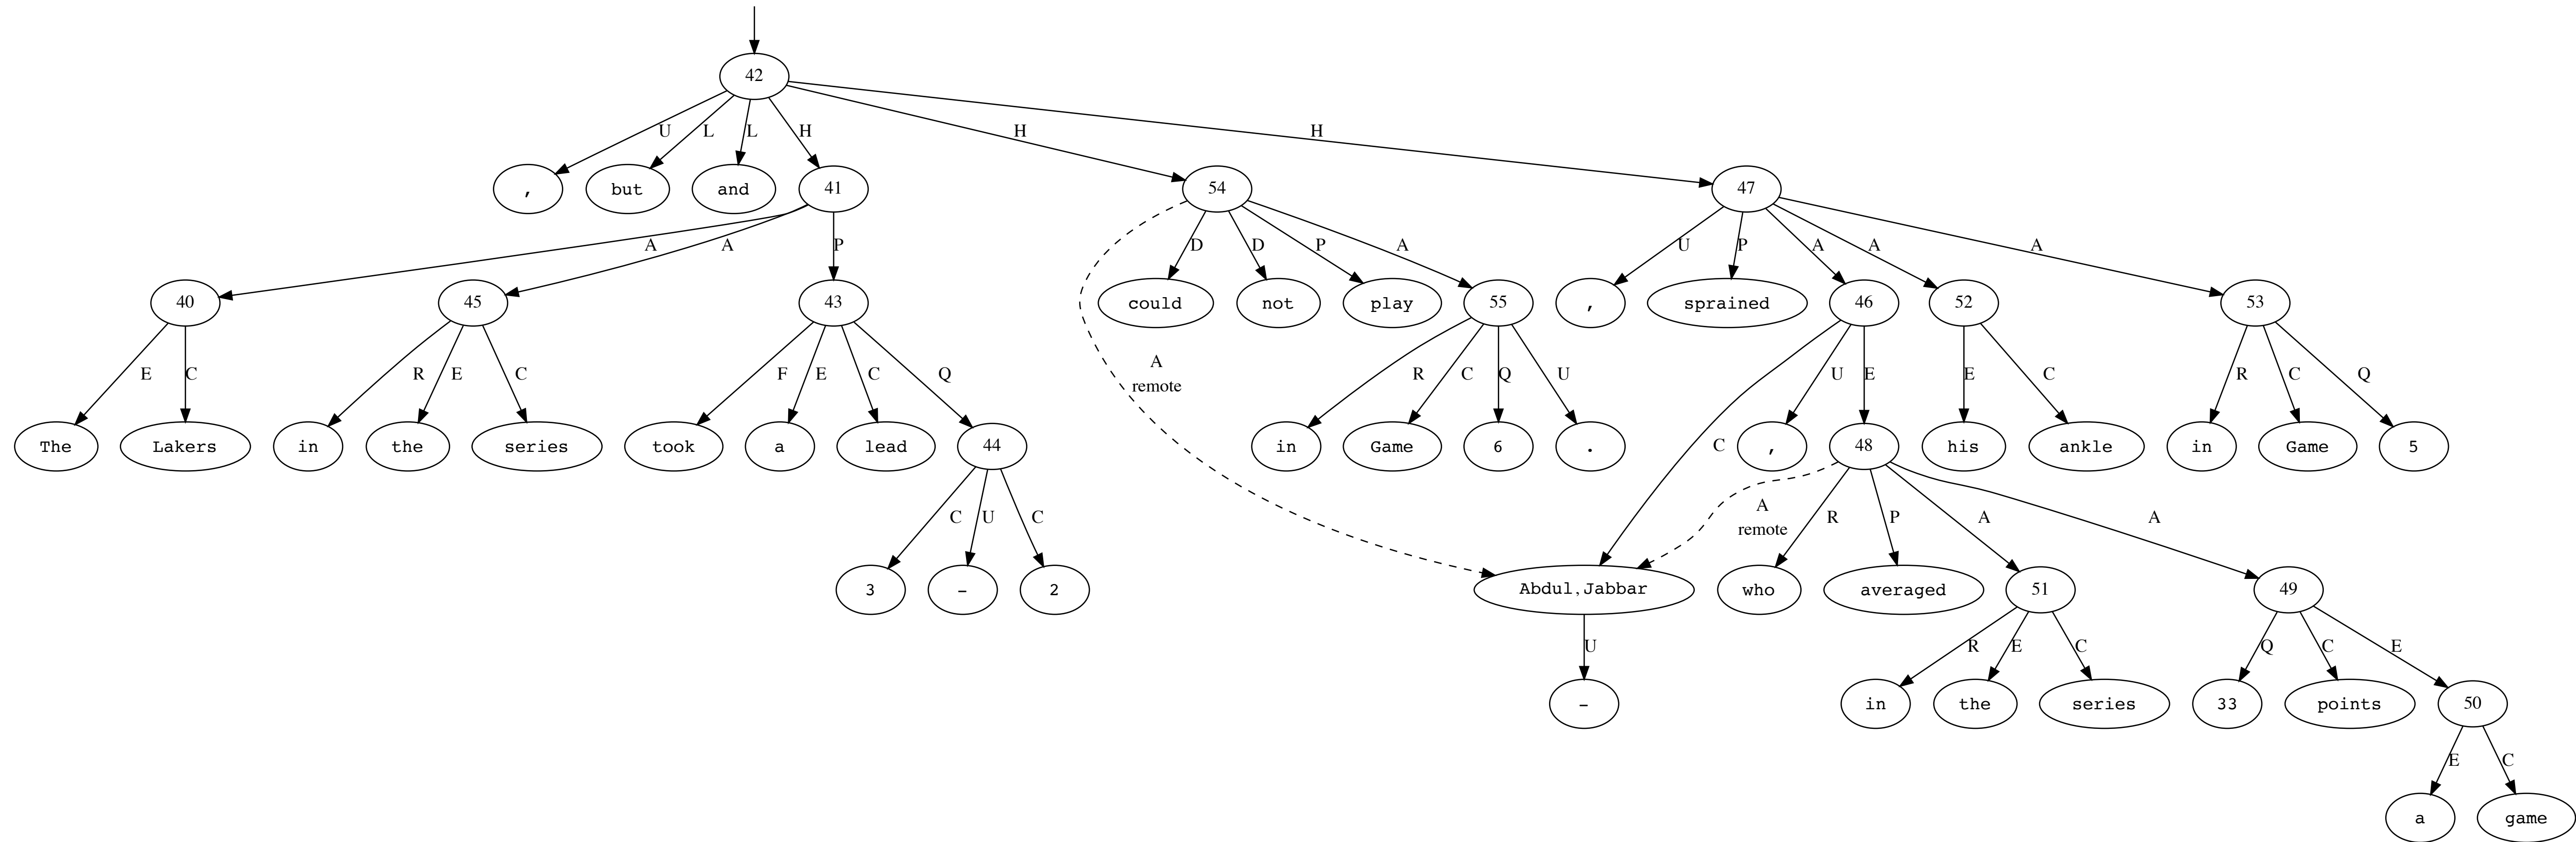 42
U L L H H H
, but and 41 54 47
A A P D D P A U P A A A
40 45 43 could not play 55 , sprained 46 52 53
E C R E C F E C Q A R C Q U C U E E C R C Q
remote
The Lakers in the series took a lead 44 in Game 6 . , 48 his ankle in Game 5
C U C A R P A A
remote
3 - 2 Abdul,Jabbar who averaged 51 49
U R E C Q C E
- in the series 33 points 50
E C
a game